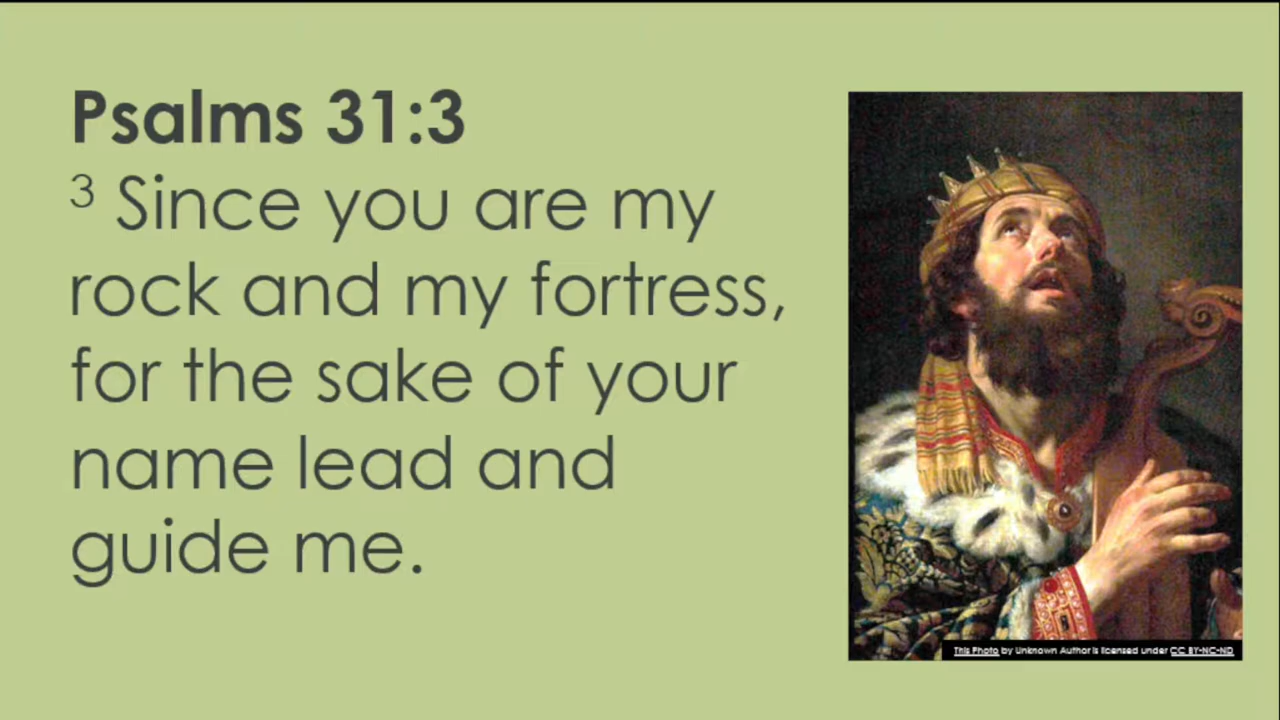 Psalms 31:3
3 Since you are my
rock and my fortress,
for the sake of your
name lead and
guide me.
This Photo by Unknown Author is licensed under CC BY-NC-ND